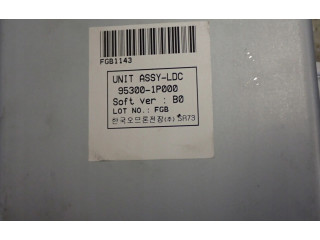 FGB1143
UNIT ASSY-LDC
95300-1P000
Soft ver : B0
LOT NO.: FGB
한국오므론전장(주) SA73